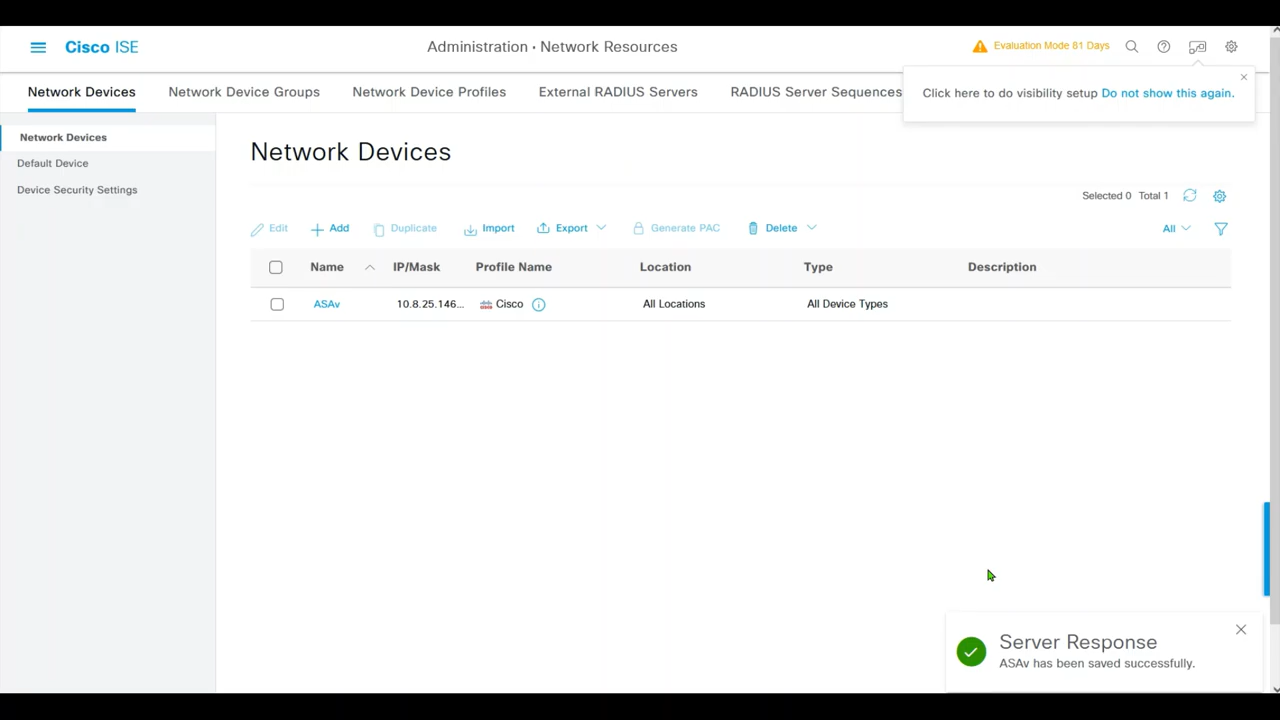 Cisco ISE
Administration · Network Resources
Evaluation Mode 81 Days
Network Devices
Network Device Groups
Network Device Profiles
External RADIUS Servers
RADIUS Server Sequences
Click here to do visibility setup Do not show this again.
Network Devices
Default Device
Device Security Settings
Network Devices
Selected 0 Total 1
Edit Add Duplicate Import Export Generate PAC Delete All
Name IP/Mask Profile Name Location Type Description
ASAv 10.8.25.146... Cisco All Locations All Device Types
Server Response
ASAv has been saved successfully.